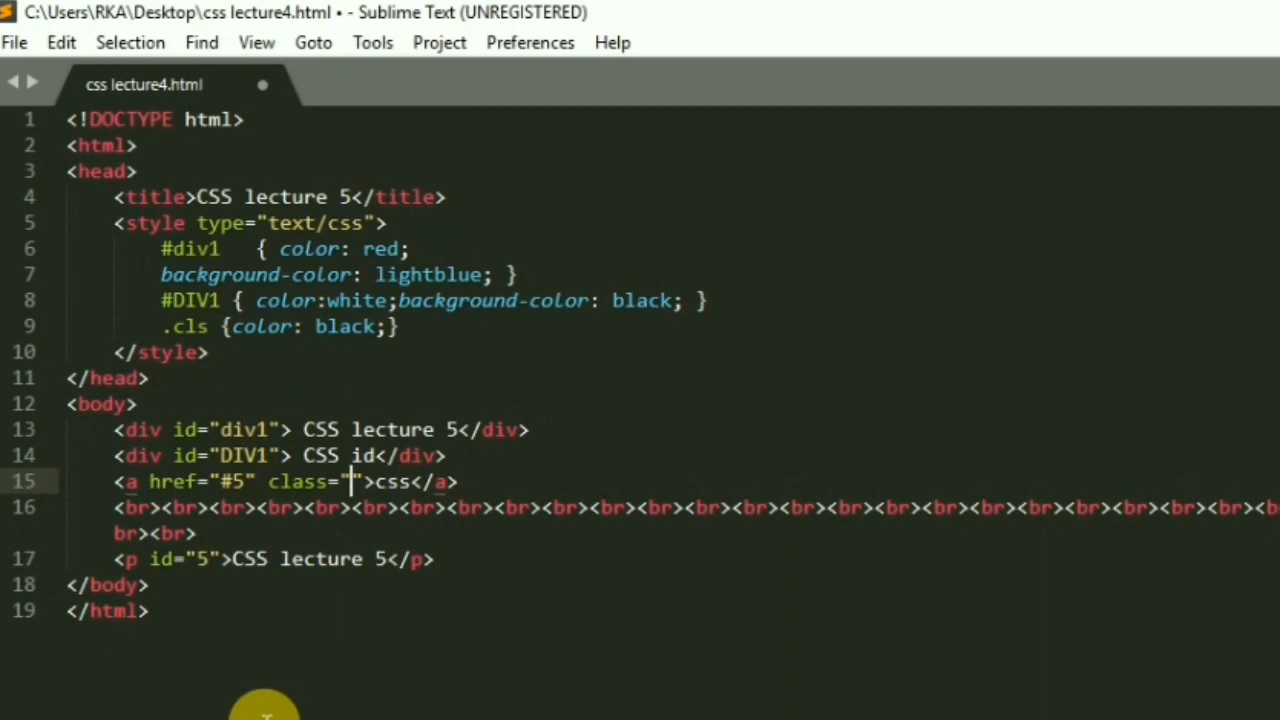 C:\Users\RKA\Desktop\css lecture4.html • - Sublime Text (UNREGISTERED)
File Edit Selection Find View Goto Tools Project Preferences Help
css lecture4.html
1 <!DOCTYPE html>
2 <html>
3 <head>
4 <title>CSS lecture 5</title>
5 <style type="text/css">
6 #div1   { color: red;
7 background-color: lightblue; }
8 #DIV1 { color:white;background-color: black; }
9 .cls {color: black;}
10 </style>
11 </head>
12 <body>
13 <div id="div1"> CSS lecture 5</div>
14 <div id="DIV1"> CSS id</div>
15 <a href="#5" class="">css</a>
16 <br><br><br><br><br><br><br><br><br><br><br><br><br><br><br><br><br><br><br><br><br><br><br><br><br><b
br><br>
17 <p id="5">CSS lecture 5</p>
18 </body>
19 </html>